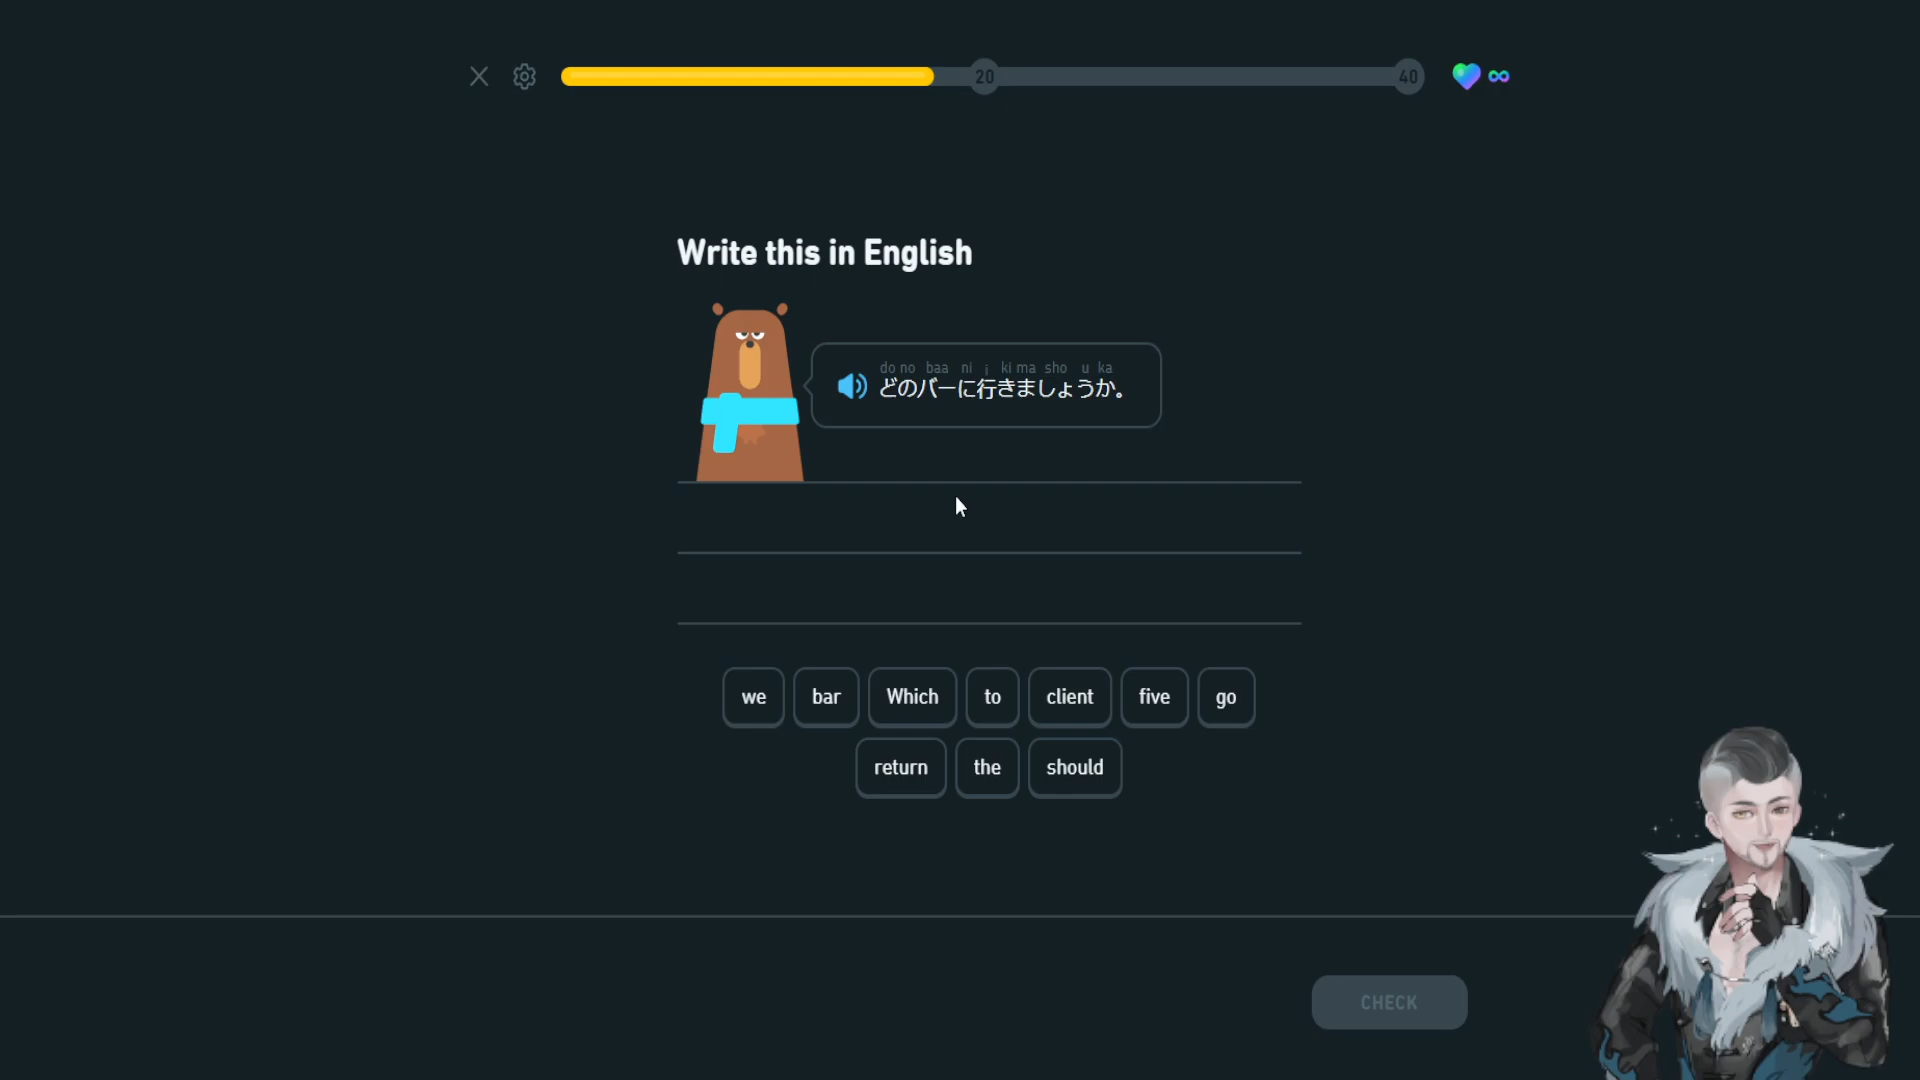 20
40
Write this in English
do no baa ni i ki ma sho u ka
どのバーに行きましょうか。
we bar Which to client five go
return the should
CHECK